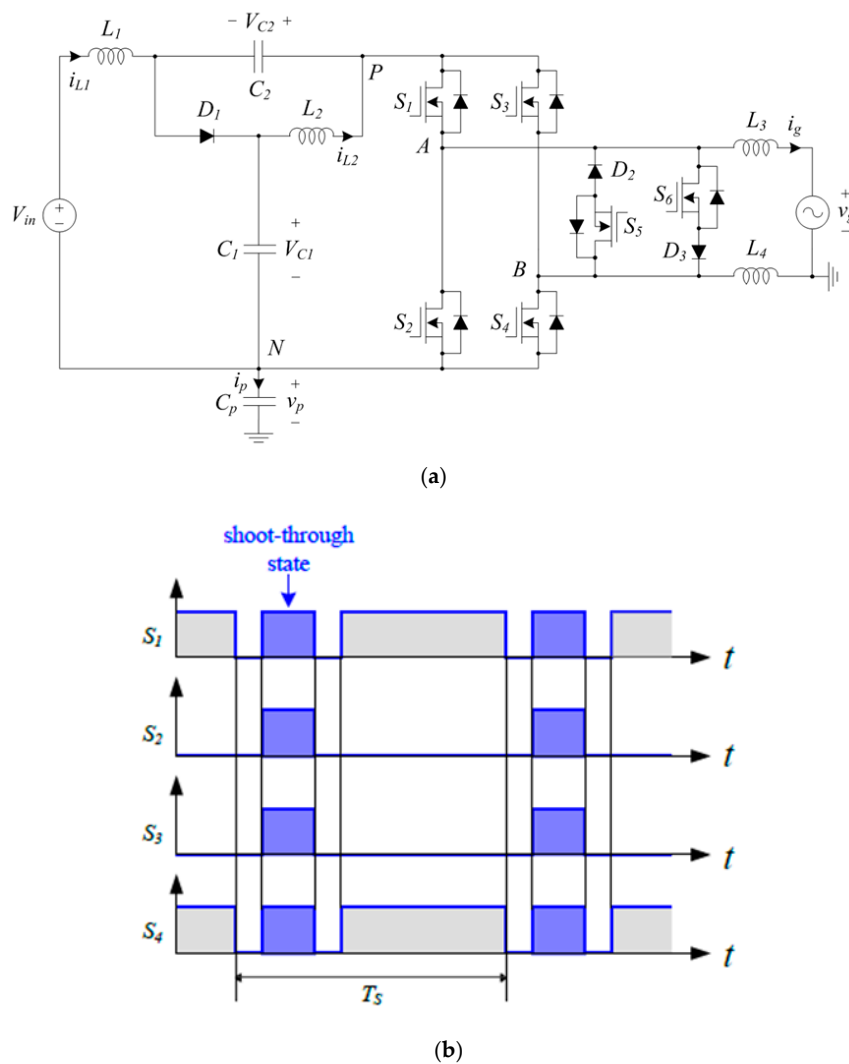 L1
− VC2 +
iL1
C2
P
D1
L2
iL2
S1
S3
A
L3
ig
D2
S6
Vin
+
−
C1
+
VC1
−
S5
+
−
B
D3
L4
S2
S4
N
ip
Cp
+
vp
−
(a)
shoot-through
state
S1
t
S2
t
S3
t
S4
t
TS
(b)